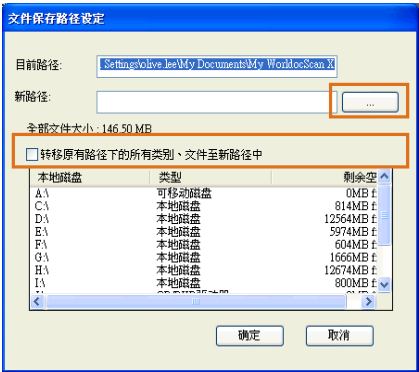 文件保存路径设定
目前路径: Settings\olive.lee\My Documents\My WorldocScan X
新路径: ...
全部文件大小 : 146.50 MB
转移原有路径下的所有类别、文件至新路径中
本地磁盘 类型 剩余空
A:\ 可移动磁盘 0MB f
C:\ 本地磁盘 814MB f
D:\ 本地磁盘 12564MB f
E:\ 本地磁盘 5974MB f
F:\ 本地磁盘 604MB f
G:\ 本地磁盘 1666MB f
H:\ 本地磁盘 12674MB f
I:\ 本地磁盘 800MB f
确定 取消